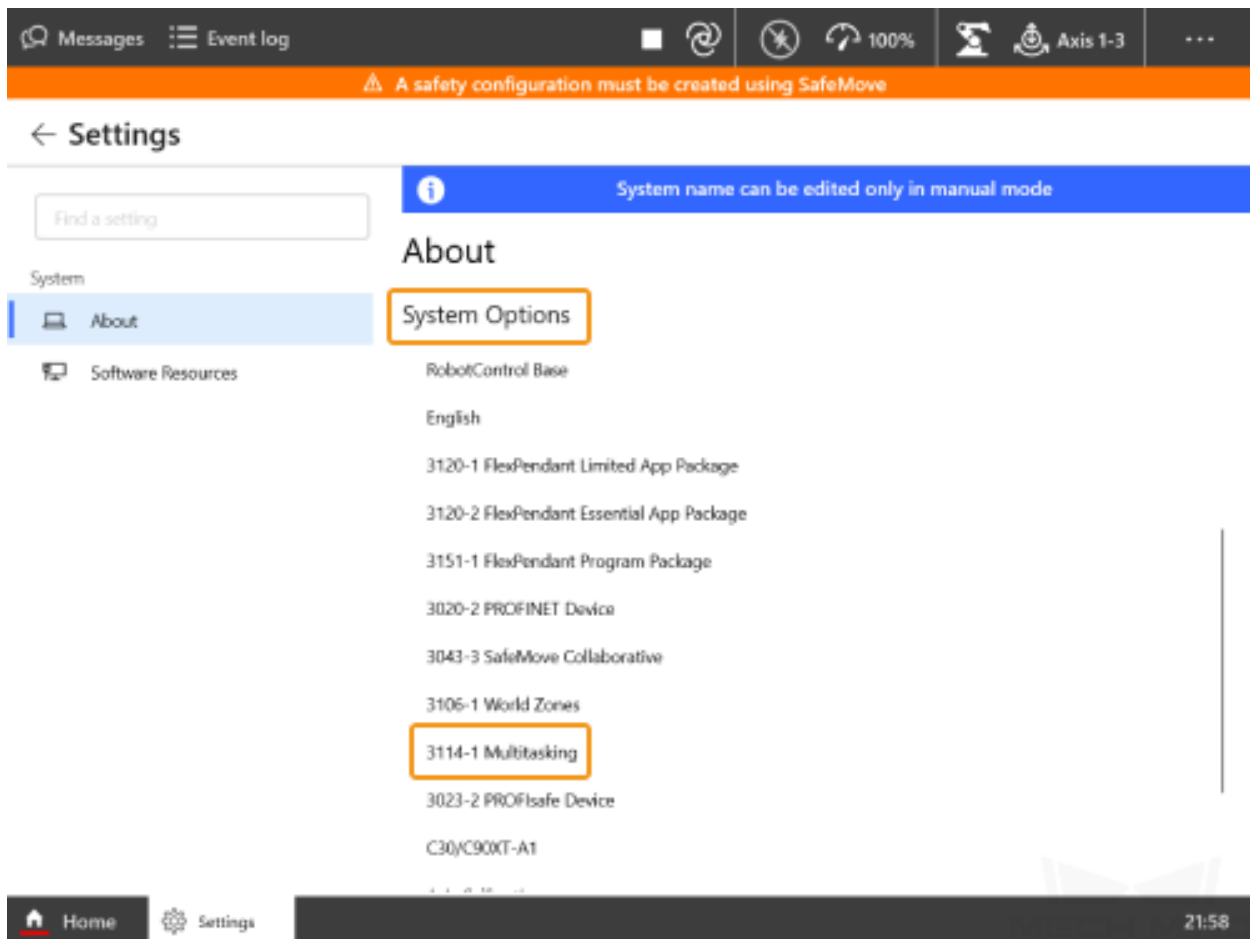 Messages Event log 100% Axis 1-3 ...
A safety configuration must be created using SafeMove
← Settings
System name can be edited only in manual mode
Find a setting
About
System
System Options
About
RobotControl Base
Software Resources
English
3120-1 FlexPendant Limited App Package
3120-2 FlexPendant Essential App Package
3151-1 FlexPendant Program Package
3020-2 PROFINET Device
3043-3 SafeMove Collaborative
3106-1 World Zones
3114-1 Multitasking
3023-2 PROFIsafe Device
C30/C90XT-A1
Home Settings 21:58